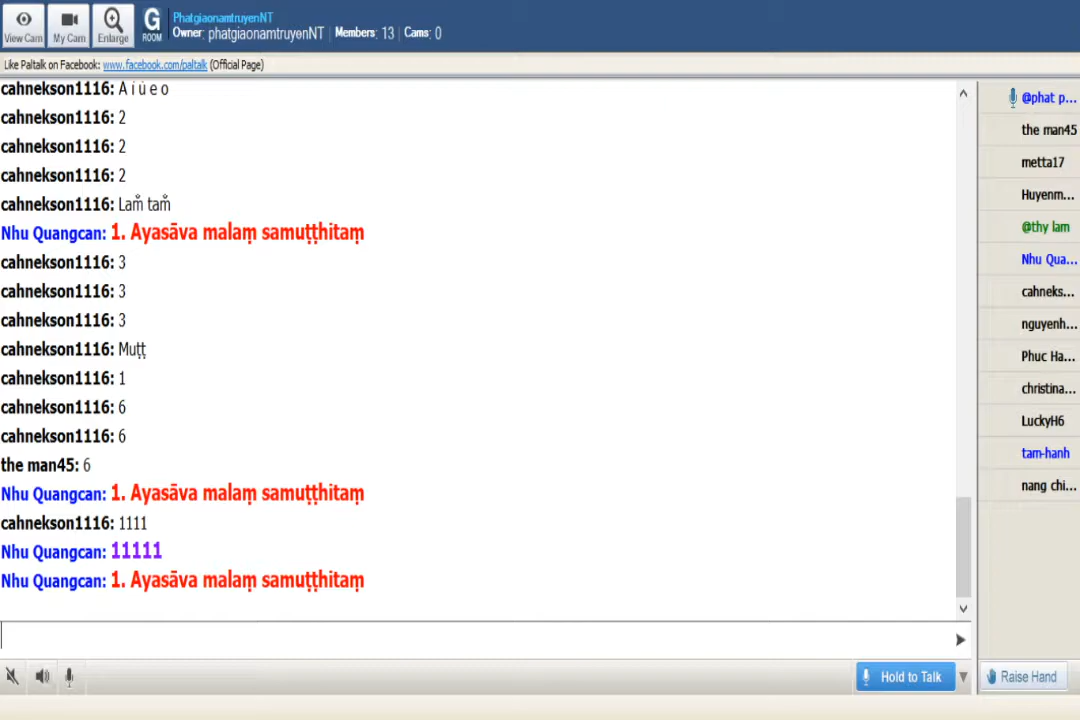 View Cam
My Cam
Enlarge
G
ROOM
PhatgiaonamtruyenNT
Owner: phatgiaonamtruyenNT | Members: 13 | Cams: 0
Like Paltalk on Facebook: www.facebook.com/paltalk (Official Page)
cahnekson1116: A i ù e o
cahnekson1116: 2
cahnekson1116: 2
cahnekson1116: 2
cahnekson1116: Lam̐ tam̐
Nhu Quangcan: 1. Ayasāva malaṃ samuṭṭhitaṃ
cahnekson1116: 3
cahnekson1116: 3
cahnekson1116: 3
cahnekson1116: Muṭṭ
cahnekson1116: 1
cahnekson1116: 6
cahnekson1116: 6
the man45: 6
Nhu Quangcan: 1. Ayasāva malaṃ samuṭṭhitaṃ
cahnekson1116: 1111
Nhu Quangcan: 11111
Nhu Quangcan: 1. Ayasāva malaṃ samuṭṭhitaṃ
@phat p...
the man45
metta17
Huyenm...
@thy lam
Nhu Qua...
cahneks...
nguyenh...
Phuc Ha...
christina...
LuckyH6
tam-hanh
nang chi...
Hold to Talk
Raise Hand